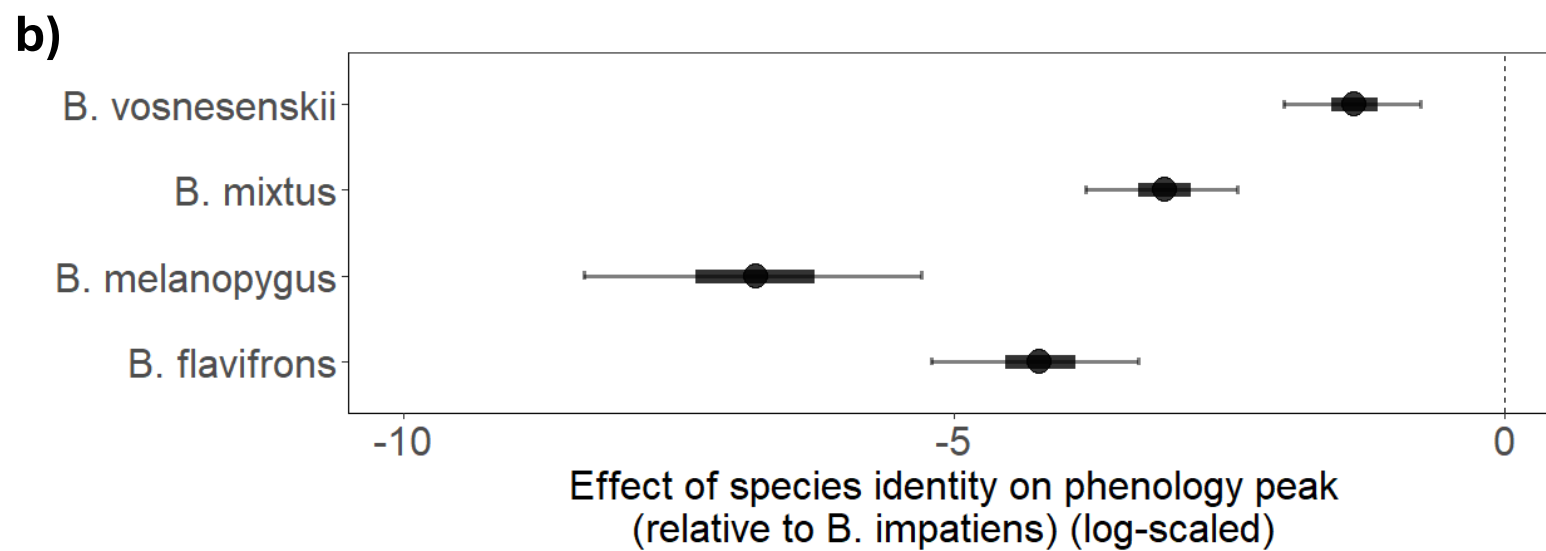 b)
B. vosnesenskii
B. mixtus
B. melanopygus
B. flavifrons
-10
-5
0
Effect of species identity on phenology peak
(relative to B. impatiens) (log-scaled)